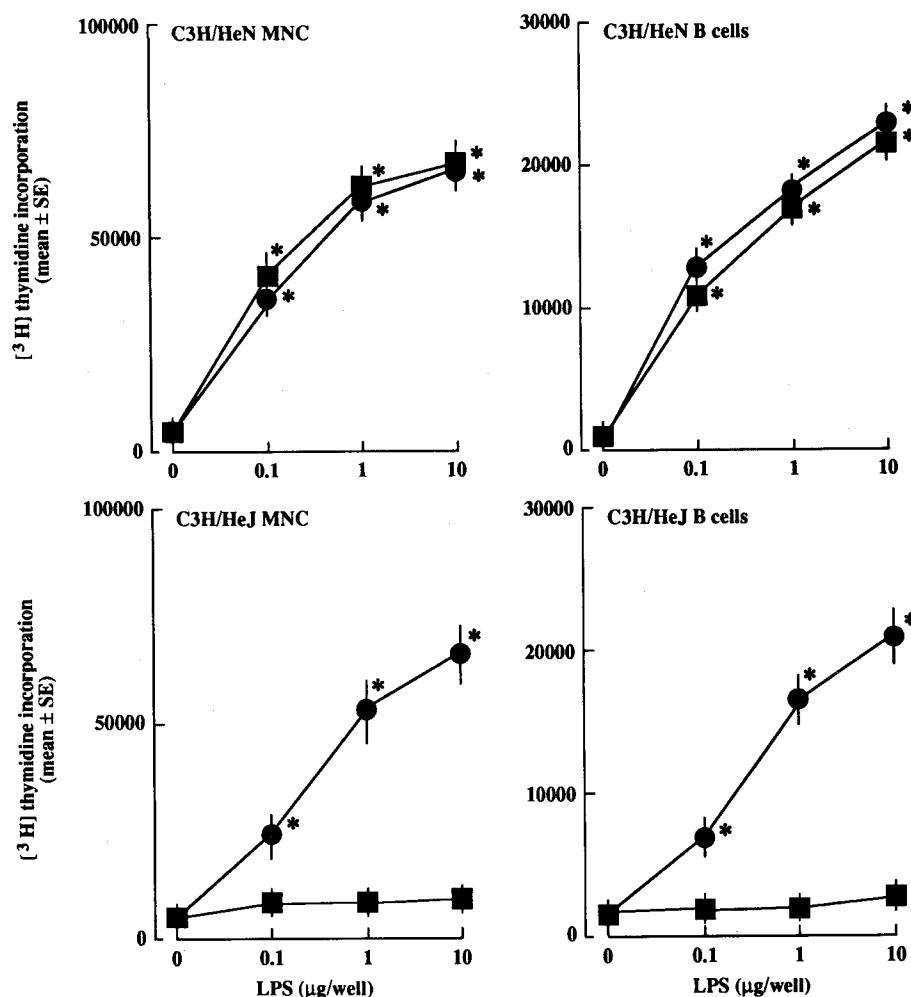 C3H/HeN MNC
100000
50000
0
[³H] thymidine incorporation
(mean ± SE)
* * * * * *
0 0.1 1 10
C3H/HeN B cells
30000
20000
10000
0
* * * * * *
0 0.1 1 10
C3H/HeJ MNC
100000
50000
0
[³H] thymidine incorporation
(mean ± SE)
* * *
0 0.1 1 10
LPS (µg/well)
C3H/HeJ B cells
30000
20000
10000
0
* * *
0 0.1 1 10
LPS (µg/well)